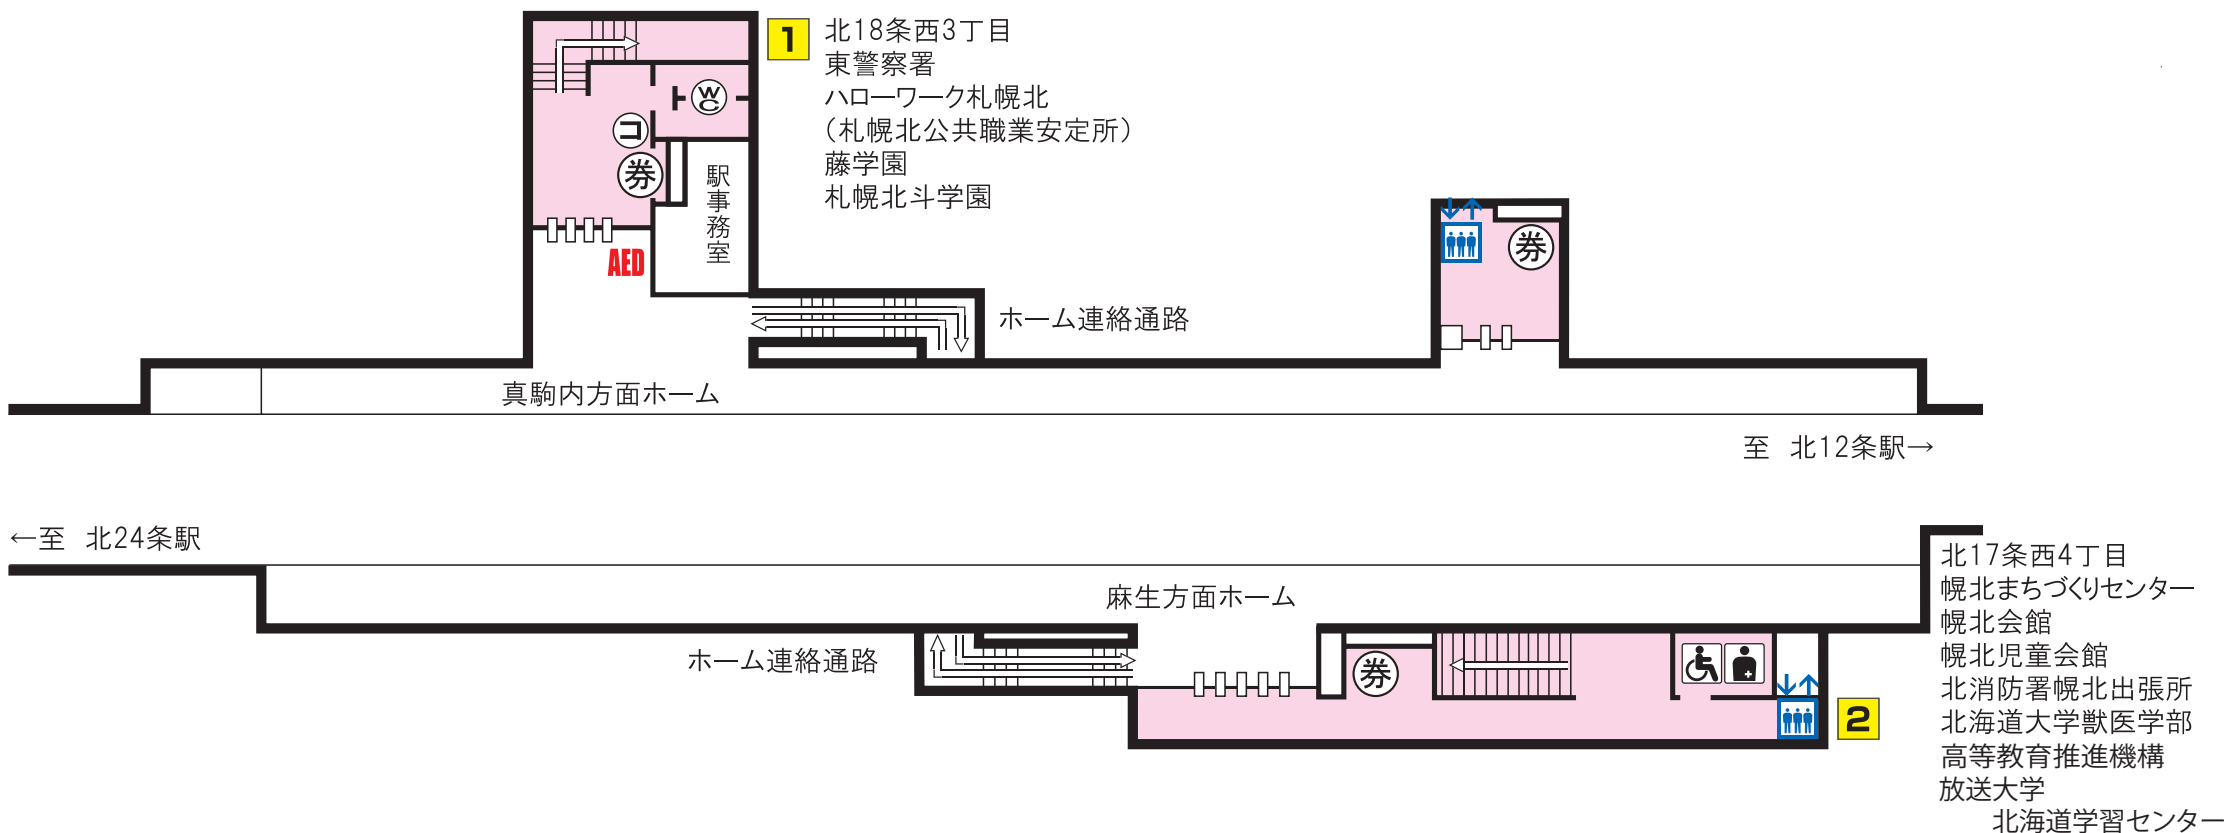 1
北18条西3丁目
東警察署
ハローワーク札幌北
（札幌北公共職業安定所）
藤学園
札幌北斗学園
WC
コ
券
駅事務室
AED
券
ホーム連絡通路
真駒内方面ホーム
至 北12条駅→
←至 北24条駅
麻生方面ホーム
ホーム連絡通路
券
2
北17条西4丁目
幌北まちづくりセンター
幌北会館
幌北児童会館
北消防署幌北出張所
北海道大学獣医学部
高等教育推進機構
放送大学
北海道学習センター